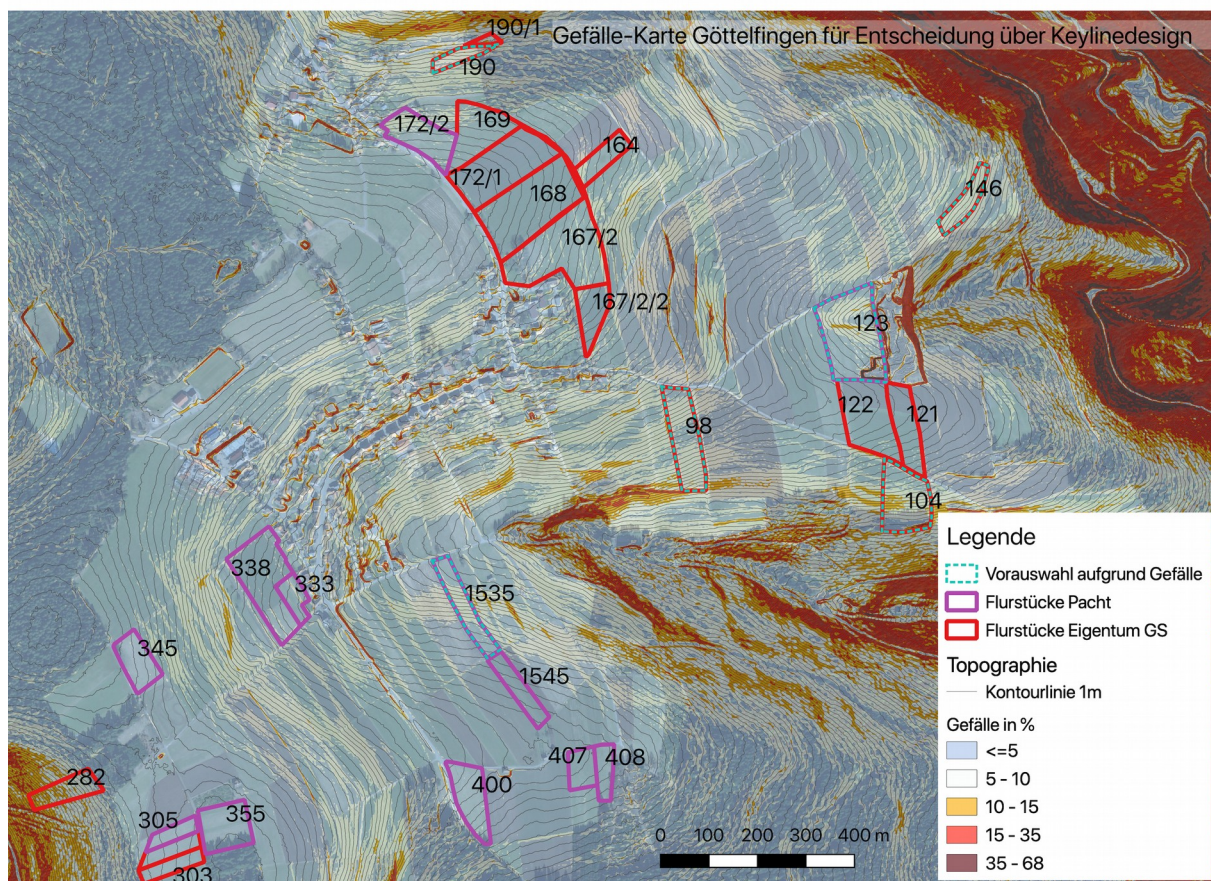 190/1
Gefälle-Karte Göttelfingen für Entscheidung über Keylinedesign
190
172/2
169
164
172/1
168
146
167/2
167/2/2
123
122
121
98
104
338
333
1535
345
1545
407
408
400
282
305
355
303
0 100 200 300 400 m
Legende
Vorauswahl aufgrund Gefälle
Flurstücke Pacht
Flurstücke Eigentum GS
Topographie
Kontourlinie 1m
Gefälle in %
<=5
5 - 10
10 - 15
15 - 35
35 - 68